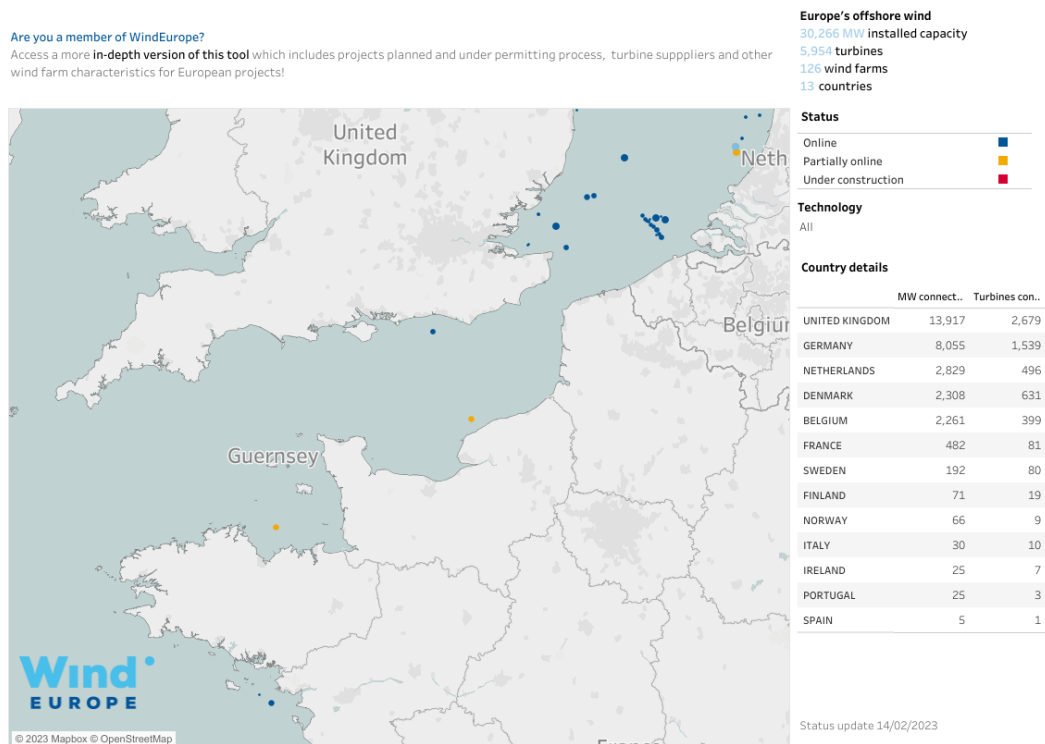 Are you a member of WindEurope?
Access a more in-depth version of this tool which includes projects planned and under permitting process, turbine supppliers and other
wind farm characteristics for European projects!
Europe's offshore wind
30,266 MW installed capacity
5,954 turbines
126 wind farms
13 countries
Status
Online
Partially online
Under construction
Technology
All
Country details
MW connect.. Turbines con..
UNITED KINGDOM 13,917 2,679
GERMANY 8,055 1,539
NETHERLANDS 2,829 496
DENMARK 2,308 631
BELGIUM 2,261 399
FRANCE 482 81
SWEDEN 192 80
FINLAND 71 19
NORWAY 66 9
ITALY 30 10
IRELAND 25 7
PORTUGAL 25 3
SPAIN 5 1
Status update 14/02/2023
United
Kingdom
Neth
Belgiur
Guernsey
Wind
EUROPE
© 2023 Mapbox © OpenStreetMap